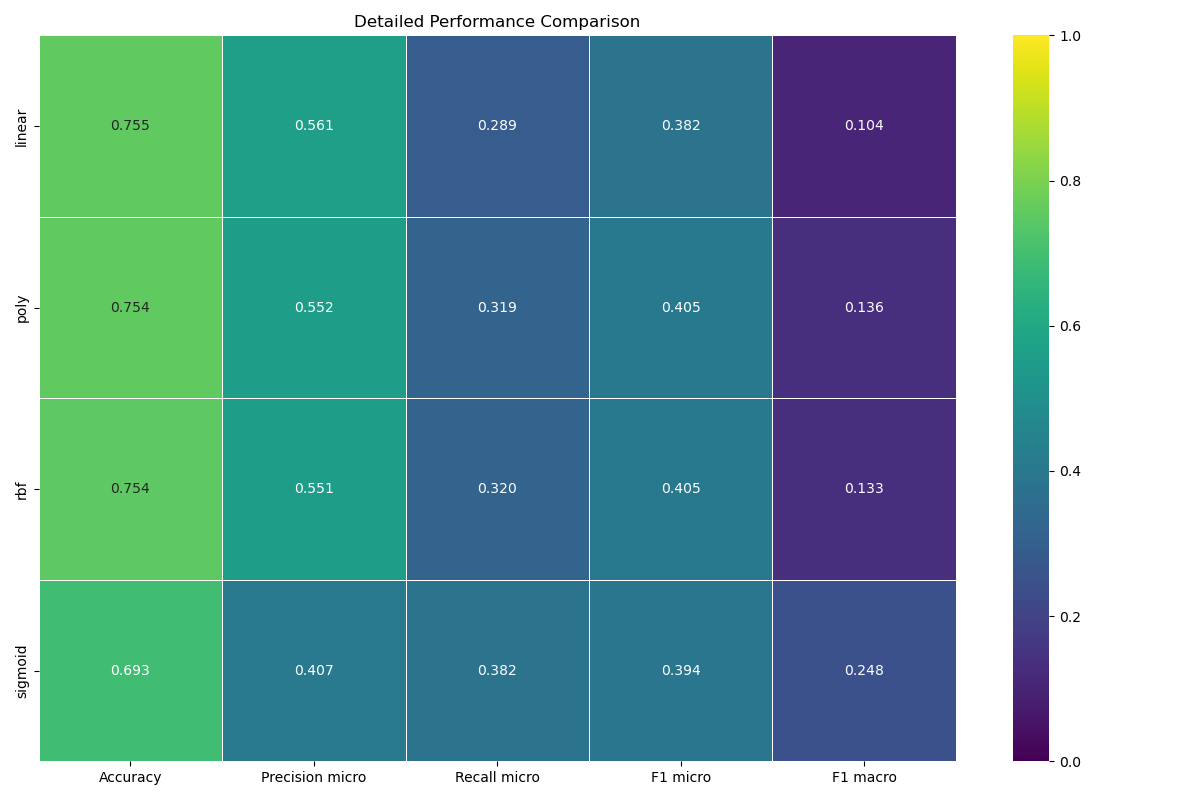 Detailed Performance Comparison
linear 0.755 0.561 0.289 0.382 0.104
poly 0.754 0.552 0.319 0.405 0.136
rbf 0.754 0.551 0.320 0.405 0.133
sigmoid 0.693 0.407 0.382 0.394 0.248
Accuracy Precision micro Recall micro F1 micro F1 macro
1.0
0.8
0.6
0.4
0.2
0.0